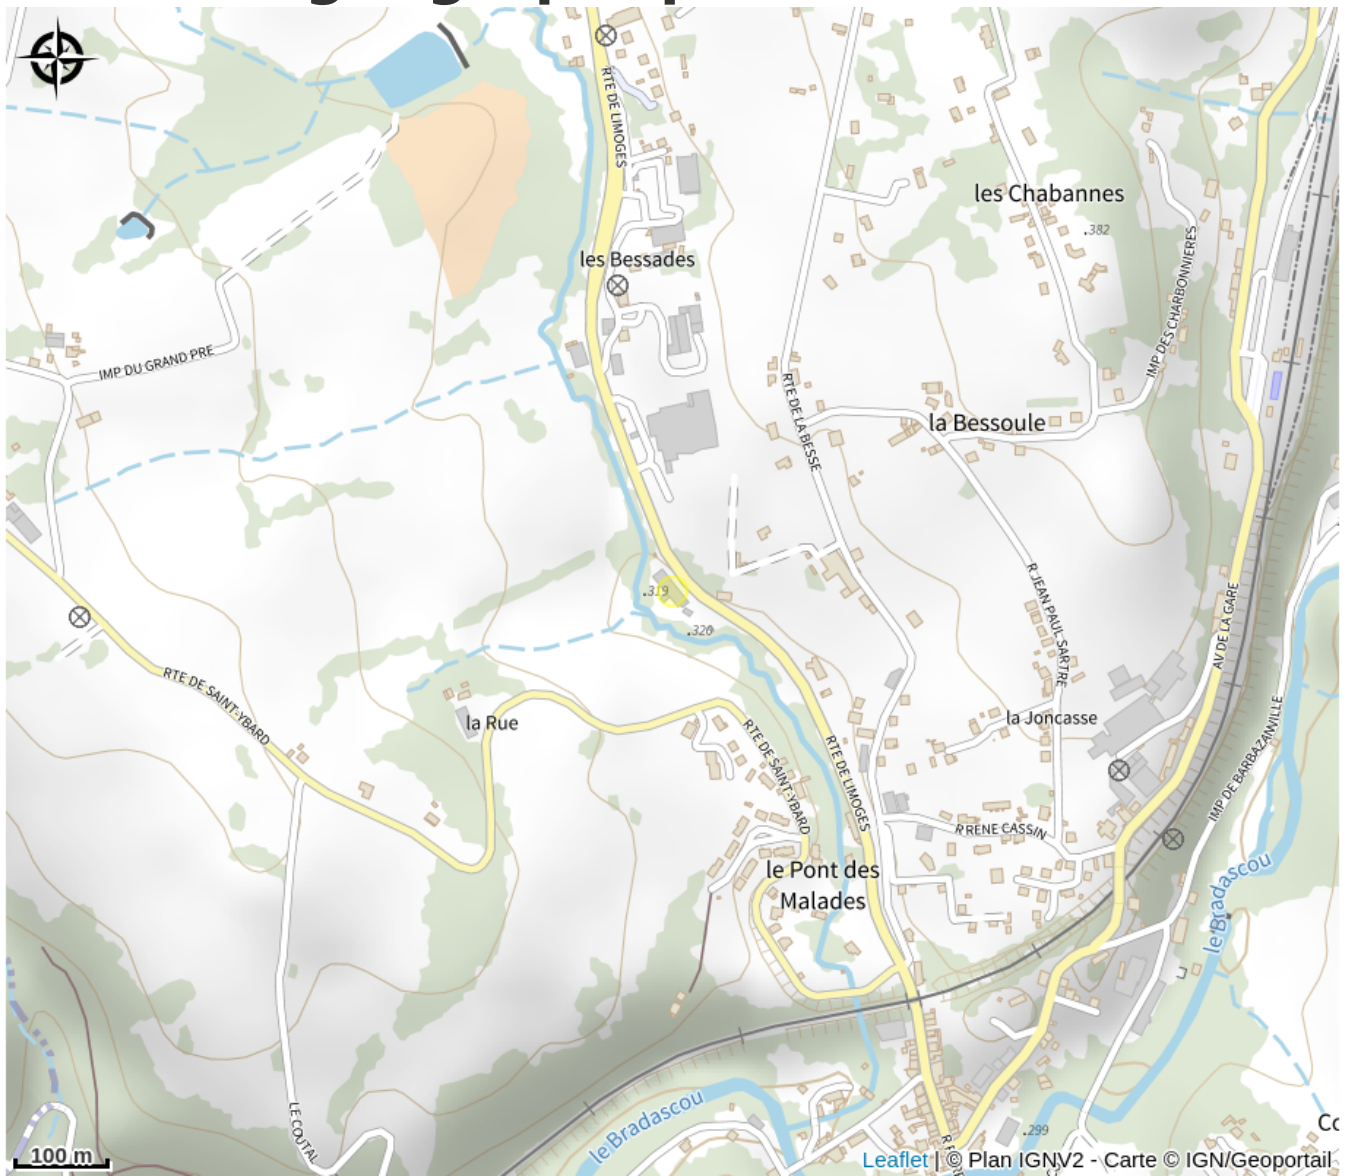 RTE DE LIMOGES
les Chabannes
.382
les Bessades
IMP DES CHARBONNIERES
IMP DU GRAND PRE
RTE DE LA BESSE
la Bessoule
.319
.320
R JEAN PAUL SARTRE
AV DE LA GARE
RTE DE SAINT-YBARD
la Rue
la Joncasse
RTE DE SAINT-YBARD
RTE DE LIMOGES
IMP DE BARBAZANVILLE
R RENE CASSIN
le Pont des
Malades
le Bradascou
le Bradascou
LE COUTAL
.299
100 m
Leaflet | © Plan IGNV2 - Carte © IGN/Geoportail